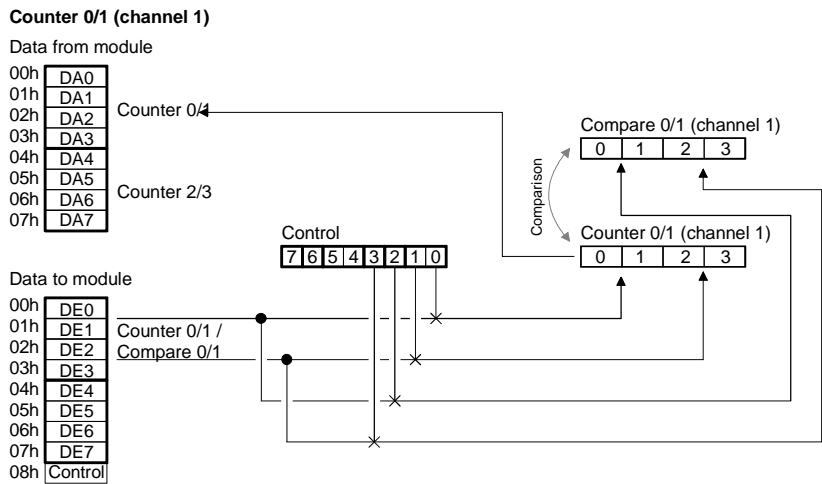 Counter 0/1 (channel 1)
Data from module
00h DA0
01h DA1
02h DA2
03h DA3
04h DA4
05h DA5
06h DA6
07h DA7
Counter 0/1
Counter 2/3
Compare 0/1 (channel 1)
0 1 2 3
Comparison
Counter 0/1 (channel 1)
0 1 2 3
Control
7 6 5 4 3 2 1 0
Data to module
00h DE0
01h DE1
02h DE2
03h DE3
04h DE4
05h DE5
06h DE6
07h DE7
08h Control
Counter 0/1 /
Compare 0/1